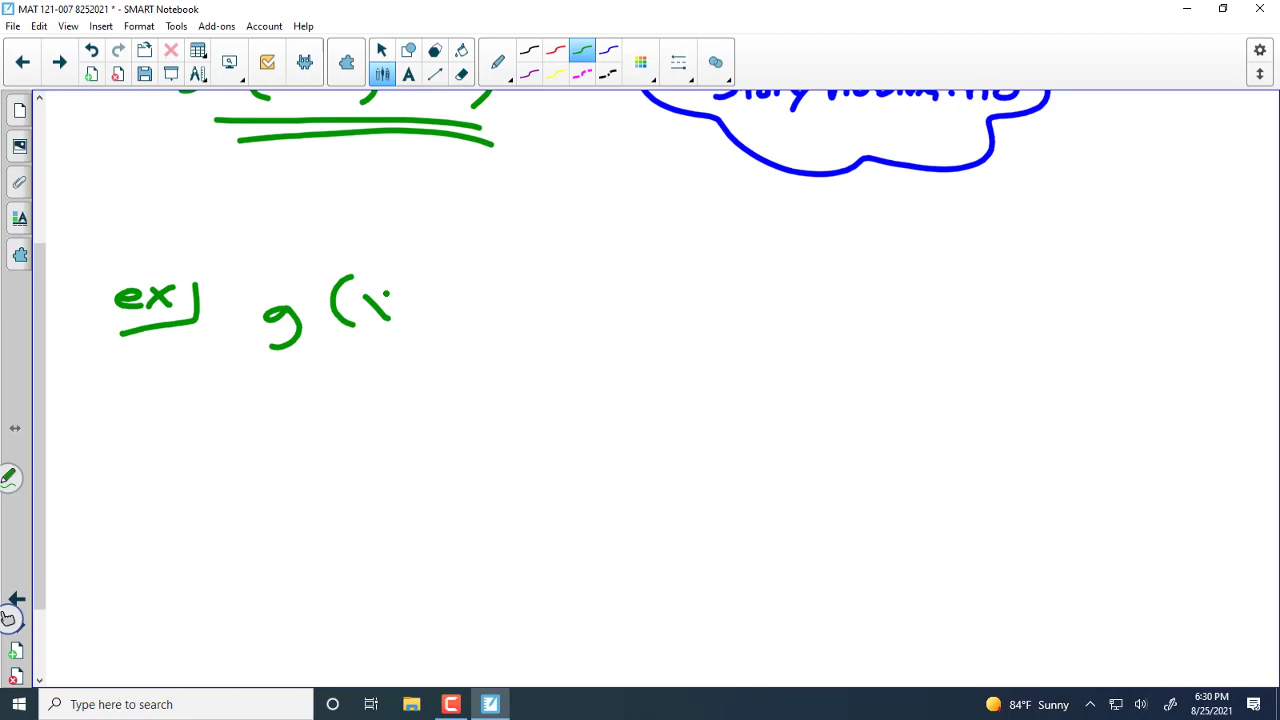 MAT 121-007 8252021 * - SMART Notebook
File Edit View Insert Format Tools Add-ons Account Help
ex] g (
Type here to search
84°F Sunny
6:30 PM
8/25/2021